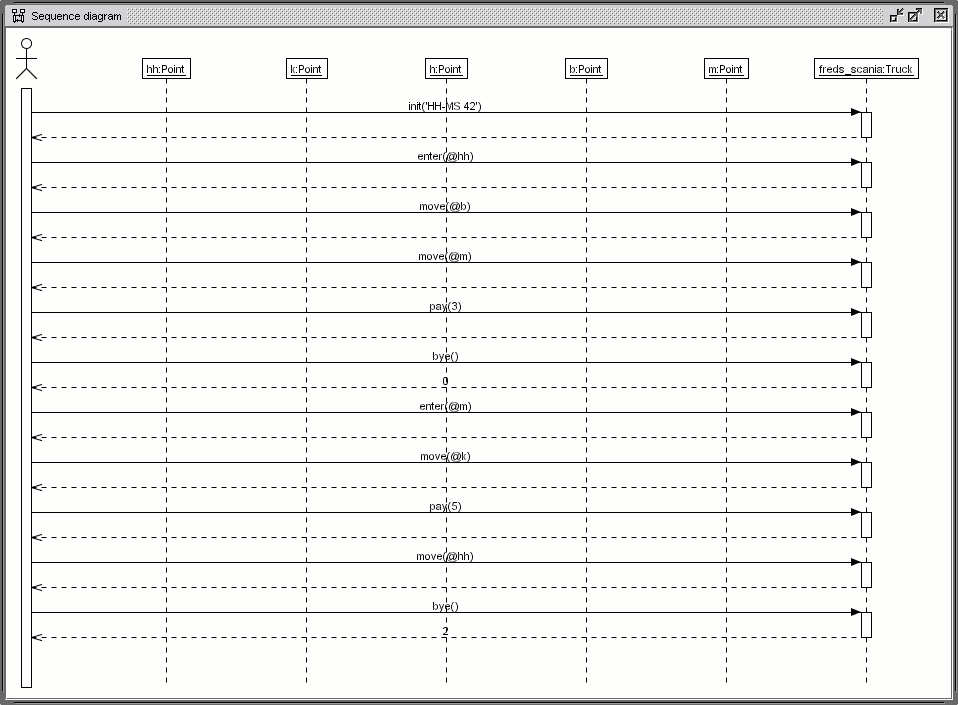 Sequence diagram
hh:Point
k:Point
h:Point
b:Point
m:Point
freds_scania:Truck
init('HH-MS 42')
enter(@hh)
move(@b)
move(@m)
pay(3)
bye()
0
enter(@m)
move(@k)
pay(5)
move(@hh)
bye()
2